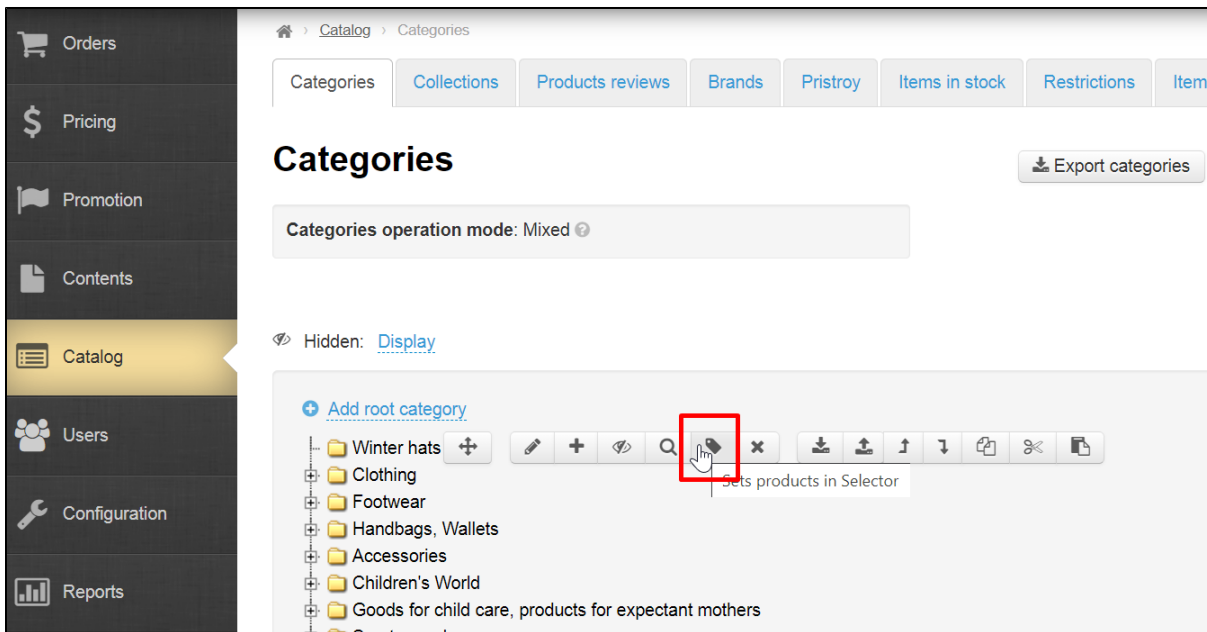 Orders
Pricing
Promotion
Contents
Catalog
Users
Configuration
Reports
Catalog Categories
Categories Collections Products reviews Brands Pristroy Items in stock Restrictions Item
Categories
Export categories
Categories operation mode: Mixed
Hidden: Display
Add root category
Winter hats
Sets products in Selector
Clothing
Footwear
Handbags, Wallets
Accessories
Children's World
Goods for child care, products for expectant mothers